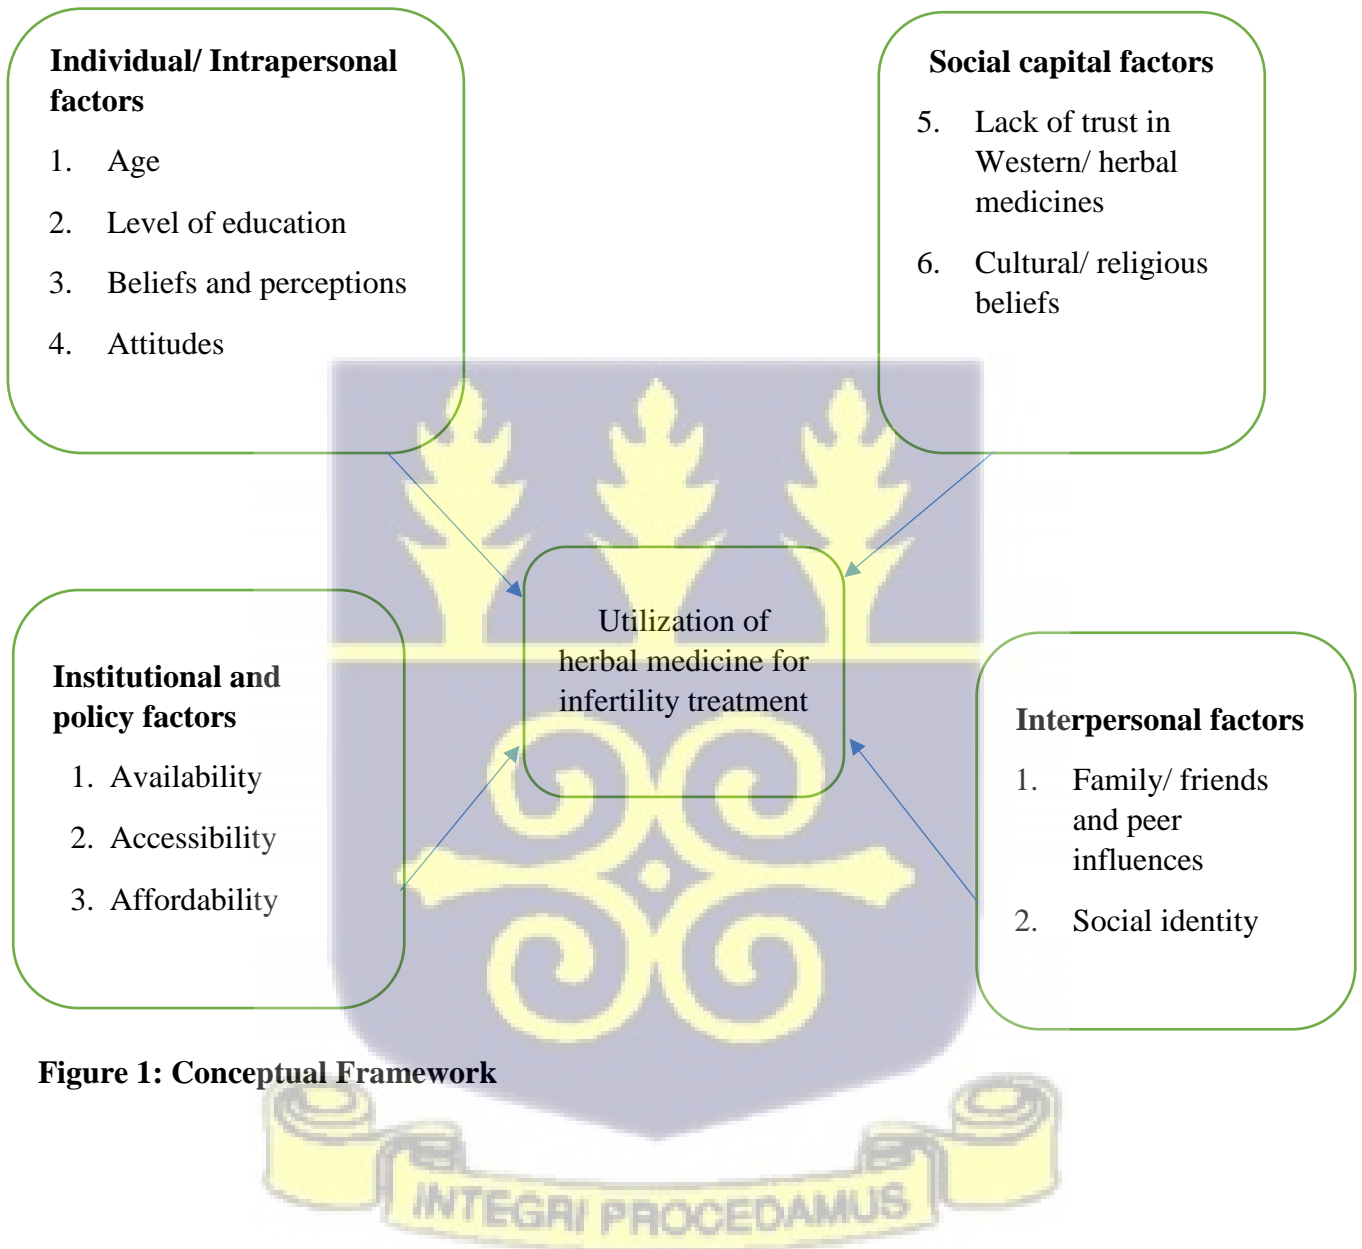 Individual/ Intrapersonal
factors
1. Age
2. Level of education
3. Beliefs and perceptions
4. Attitudes
Social capital factors
5. Lack of trust in
Western/ herbal
medicines
6. Cultural/ religious
beliefs
Utilization of
herbal medicine for
infertility treatment
Institutional and
policy factors
1. Availability
2. Accessibility
3. Affordability
Interpersonal factors
1. Family/ friends
and peer
influences
2. Social identity
Figure 1: Conceptual Framework
INTEGRI PROCEDAMUS